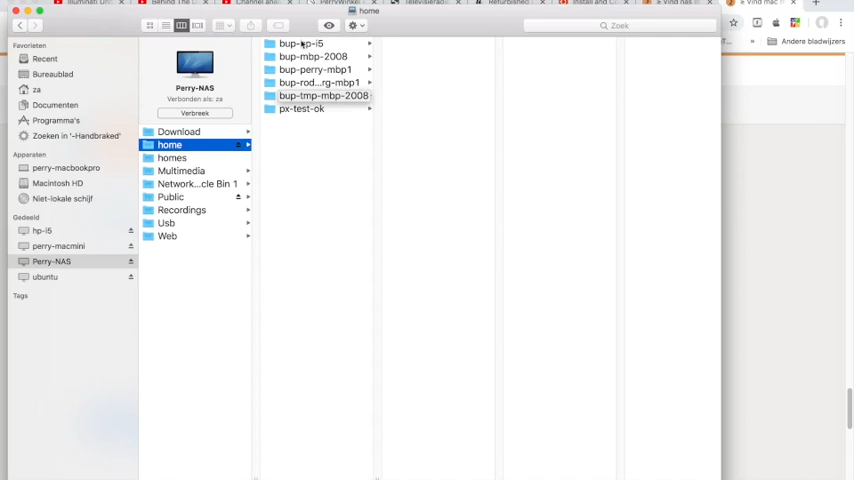 home
Zoek
Andere bladwijzers
Favorieten
Recent
Bureaublad
za
Documenten
Programma's
Zoeken in '-Handbraked'
Apparaten
perry-macbookpro
Macintosh HD
Niet-lokale schijf
Gedeeld
hp-i5
perry-macmini
Perry-NAS
ubuntu
Tags
Perry-NAS
Verbonden als: za
Verbreek
Download
home
homes
Multimedia
Network...cle Bin 1
Public
Recordings
Usb
Web
bup-mbp-2008
bup-perry-mbp1
bup-rod...rg-mbp1
bup-tmp-mbp-2008
px-test-ok